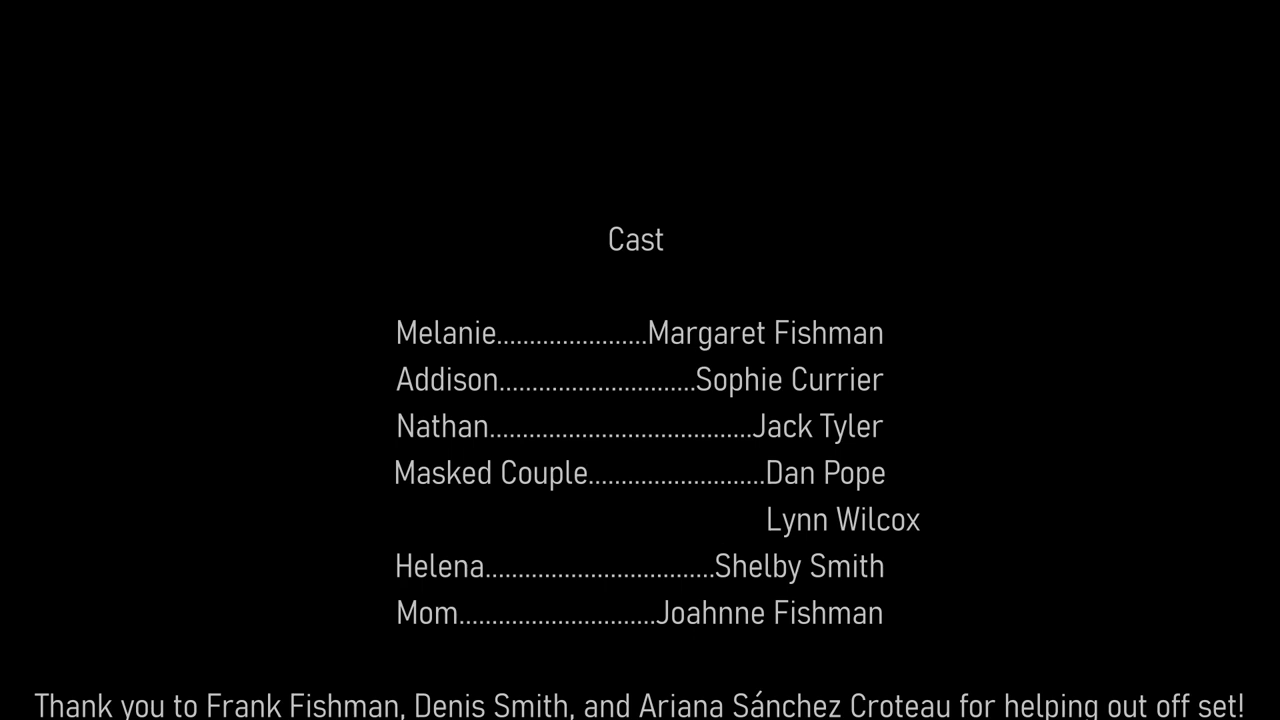 Cast
Melanie.......................Margaret Fishman
Addison..............................Sophie Currier
Nathan........................................Jack Tyler
Masked Couple...........................Dan Pope
Lynn Wilcox
Helena...................................Shelby Smith
Mom..............................Joahnne Fishman
Thank you to Frank Fishman, Denis Smith, and Ariana Sánchez Croteau for helping out off set!